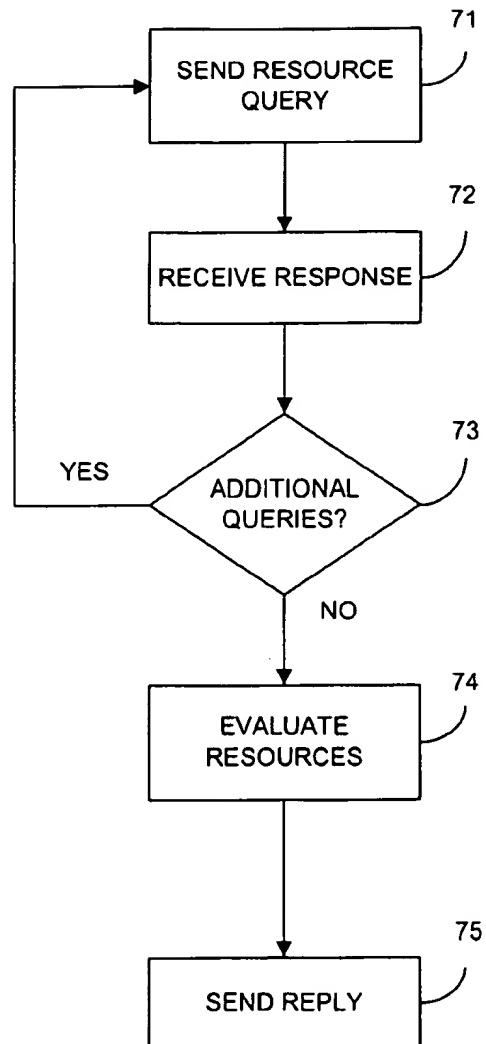 71
SEND RESOURCE
QUERY
72
RECEIVE RESPONSE
73
YES
ADDITIONAL
QUERIES?
NO
74
EVALUATE
RESOURCES
75
SEND REPLY